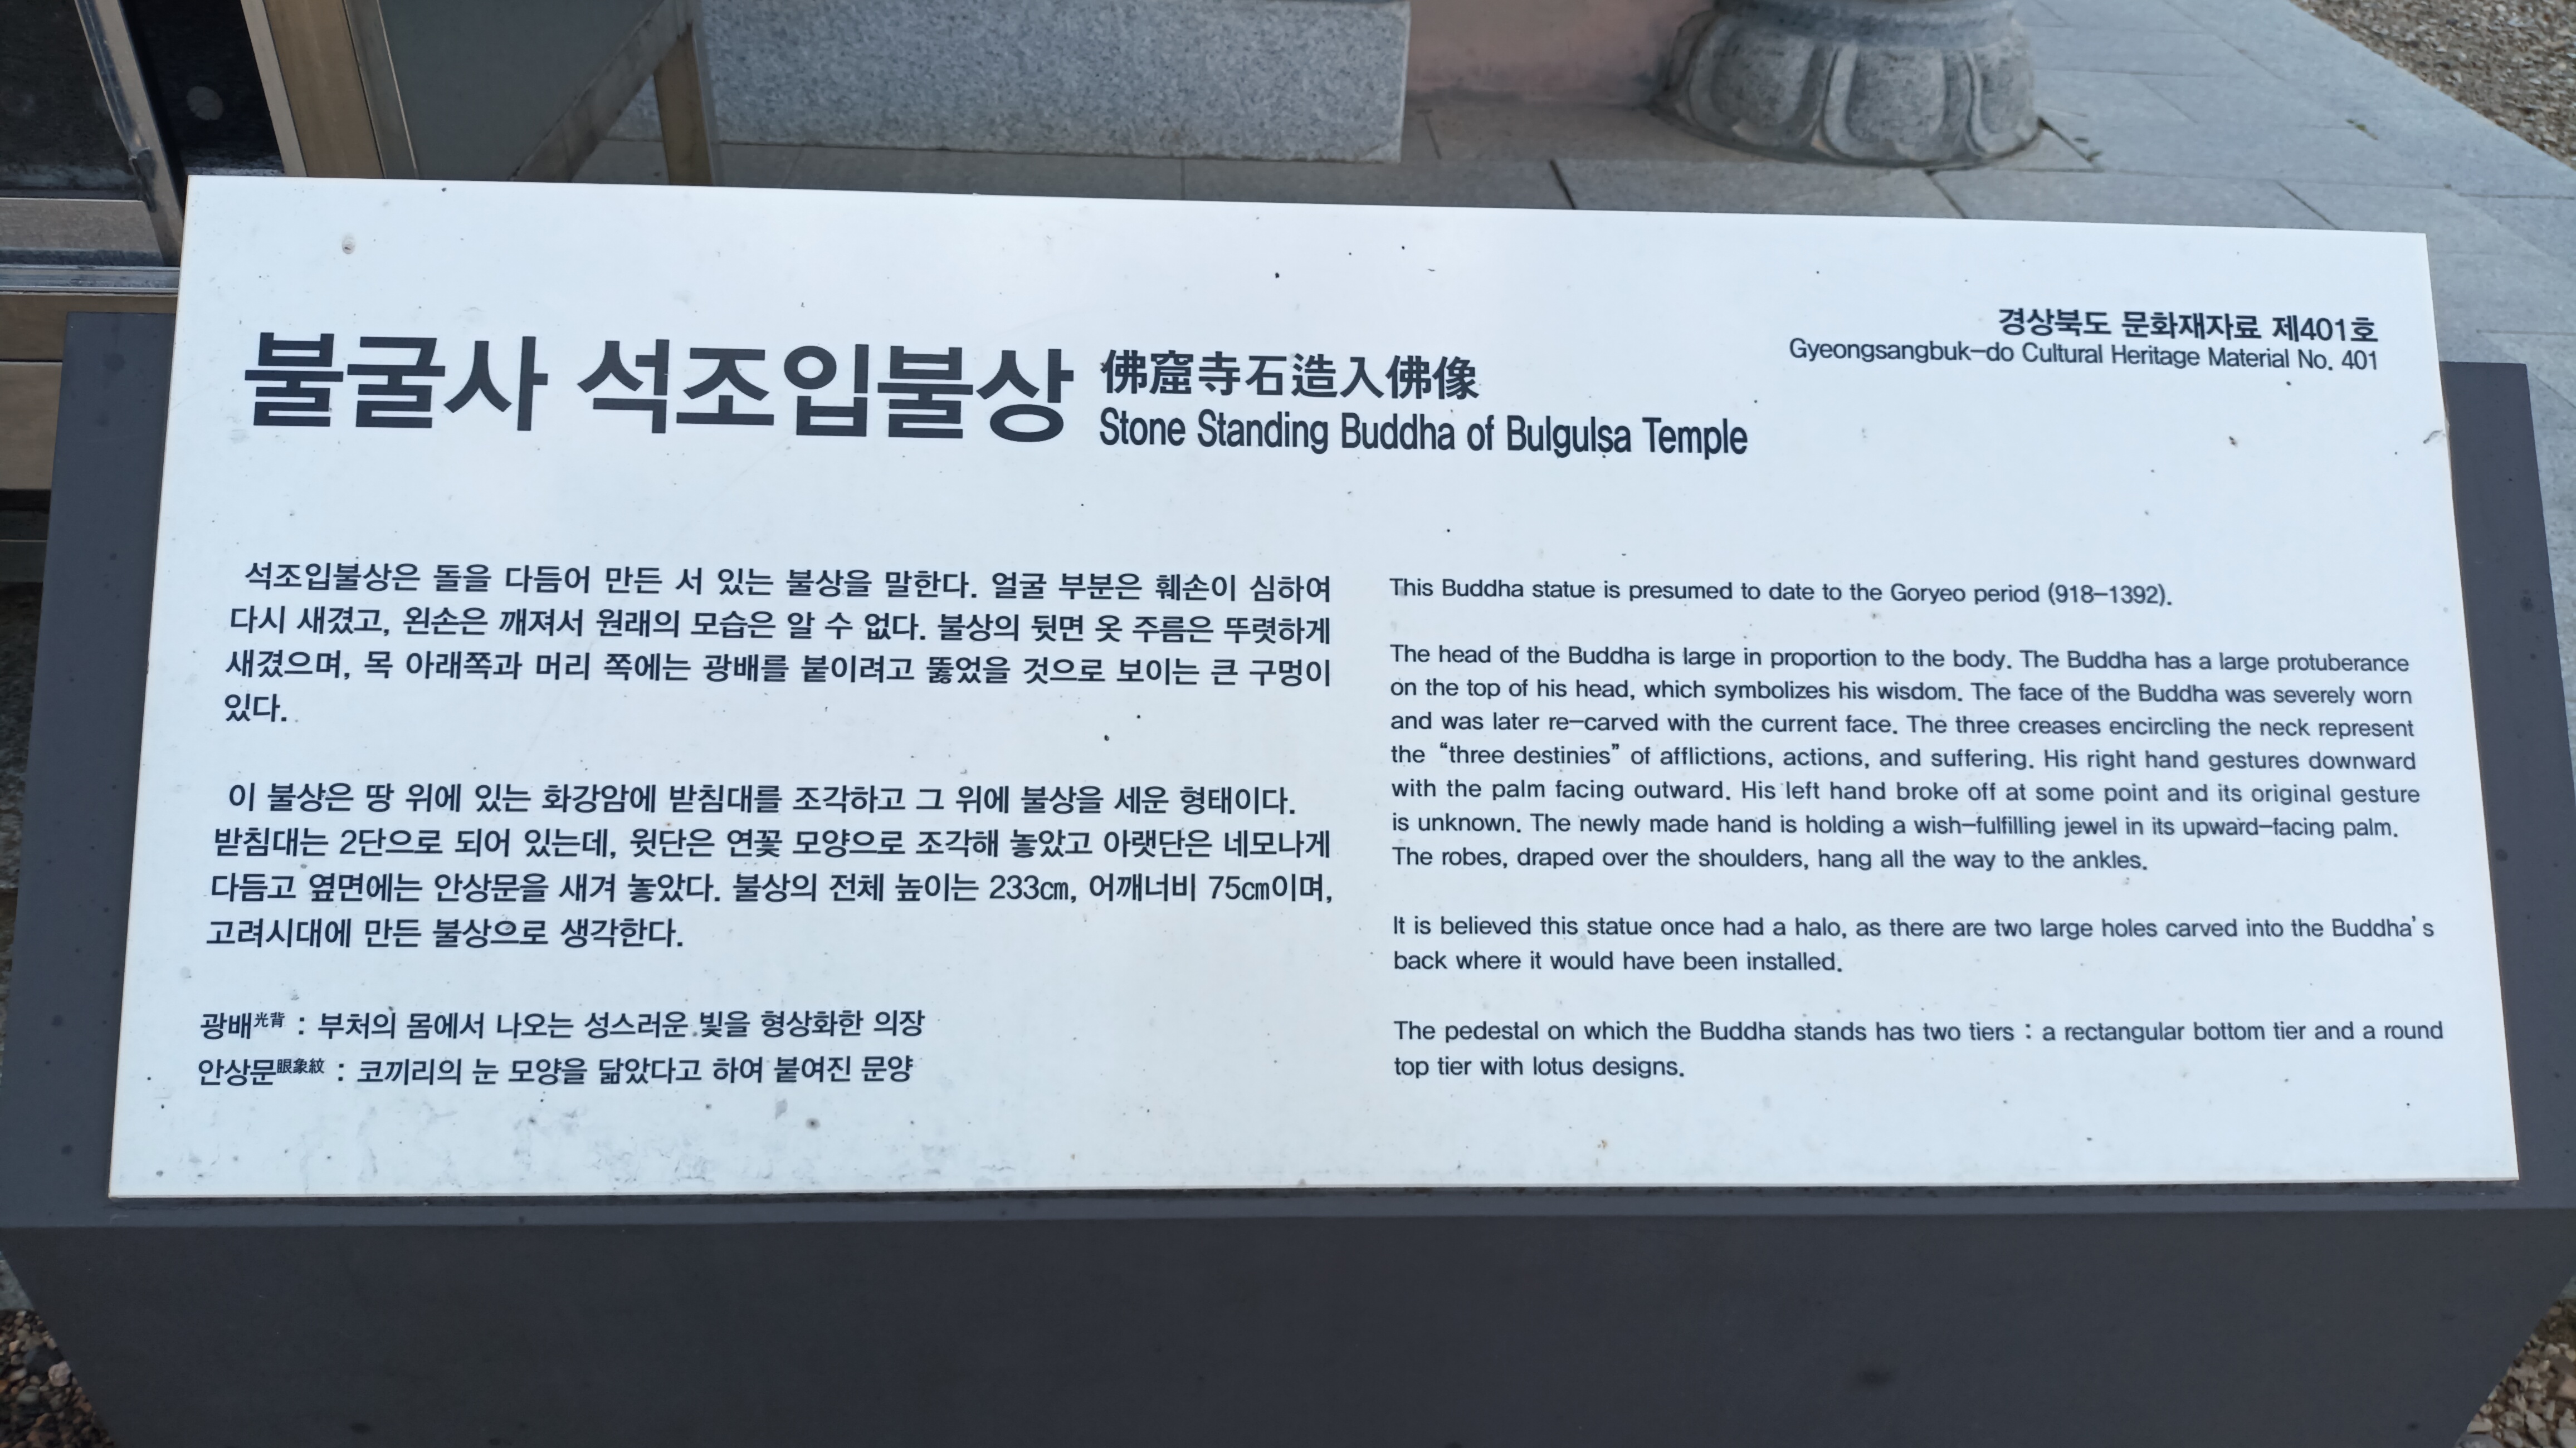 불굴사 석조입불상
佛窟寺石造入佛像
Stone Standing Buddha of Bulgulsa Temple
경상북도 문화재자료 제401호
Gyeongsangbuk-do Cultural Heritage Material No. 401
석조입불상은 돌을 다듬어 만든 서 있는 불상을 말한다. 얼굴 부분은 훼손이 심하여
다시 새겼고, 왼손은 깨져서 원래의 모습은 알 수 없다. 불상의 뒷면 옷 주름은 뚜렷하게
새겼으며, 목 아래쪽과 머리 쪽에는 광배를 붙이려고 뚫었을 것으로 보이는 큰 구멍이
있다.
이 불상은 땅 위에 있는 화강암에 받침대를 조각하고 그 위에 불상을 세운 형태이다.
받침대는 2단으로 되어 있는데, 윗단은 연꽃 모양으로 조각해 놓았고 아랫단은 네모나게
다듬고 옆면에는 안상문을 새겨 놓았다. 불상의 전체 높이는 233㎝, 어깨너비 75㎝이며,
고려시대에 만든 불상으로 생각한다.
광배光背 : 부처의 몸에서 나오는 성스러운 빛을 형상화한 의장
안상문眼象紋 : 코끼리의 눈 모양을 닮았다고 하여 붙여진 문양
This Buddha statue is presumed to date to the Goryeo period (918-1392).
The head of the Buddha is large in proportion to the body. The Buddha has a large protuberance
on the top of his head, which symbolizes his wisdom. The face of the Buddha was severely worn
and was later re-carved with the current face. The three creases encircling the neck represent
the “three destinies” of afflictions, actions, and suffering. His right hand gestures downward
with the palm facing outward. His left hand broke off at some point and its original gesture
is unknown. The newly made hand is holding a wish-fulfilling jewel in its upward-facing palm.
The robes, draped over the shoulders, hang all the way to the ankles.
It is believed this statue once had a halo, as there are two large holes carved into the Buddha's
back where it would have been installed.
The pedestal on which the Buddha stands has two tiers : a rectangular bottom tier and a round
top tier with lotus designs.